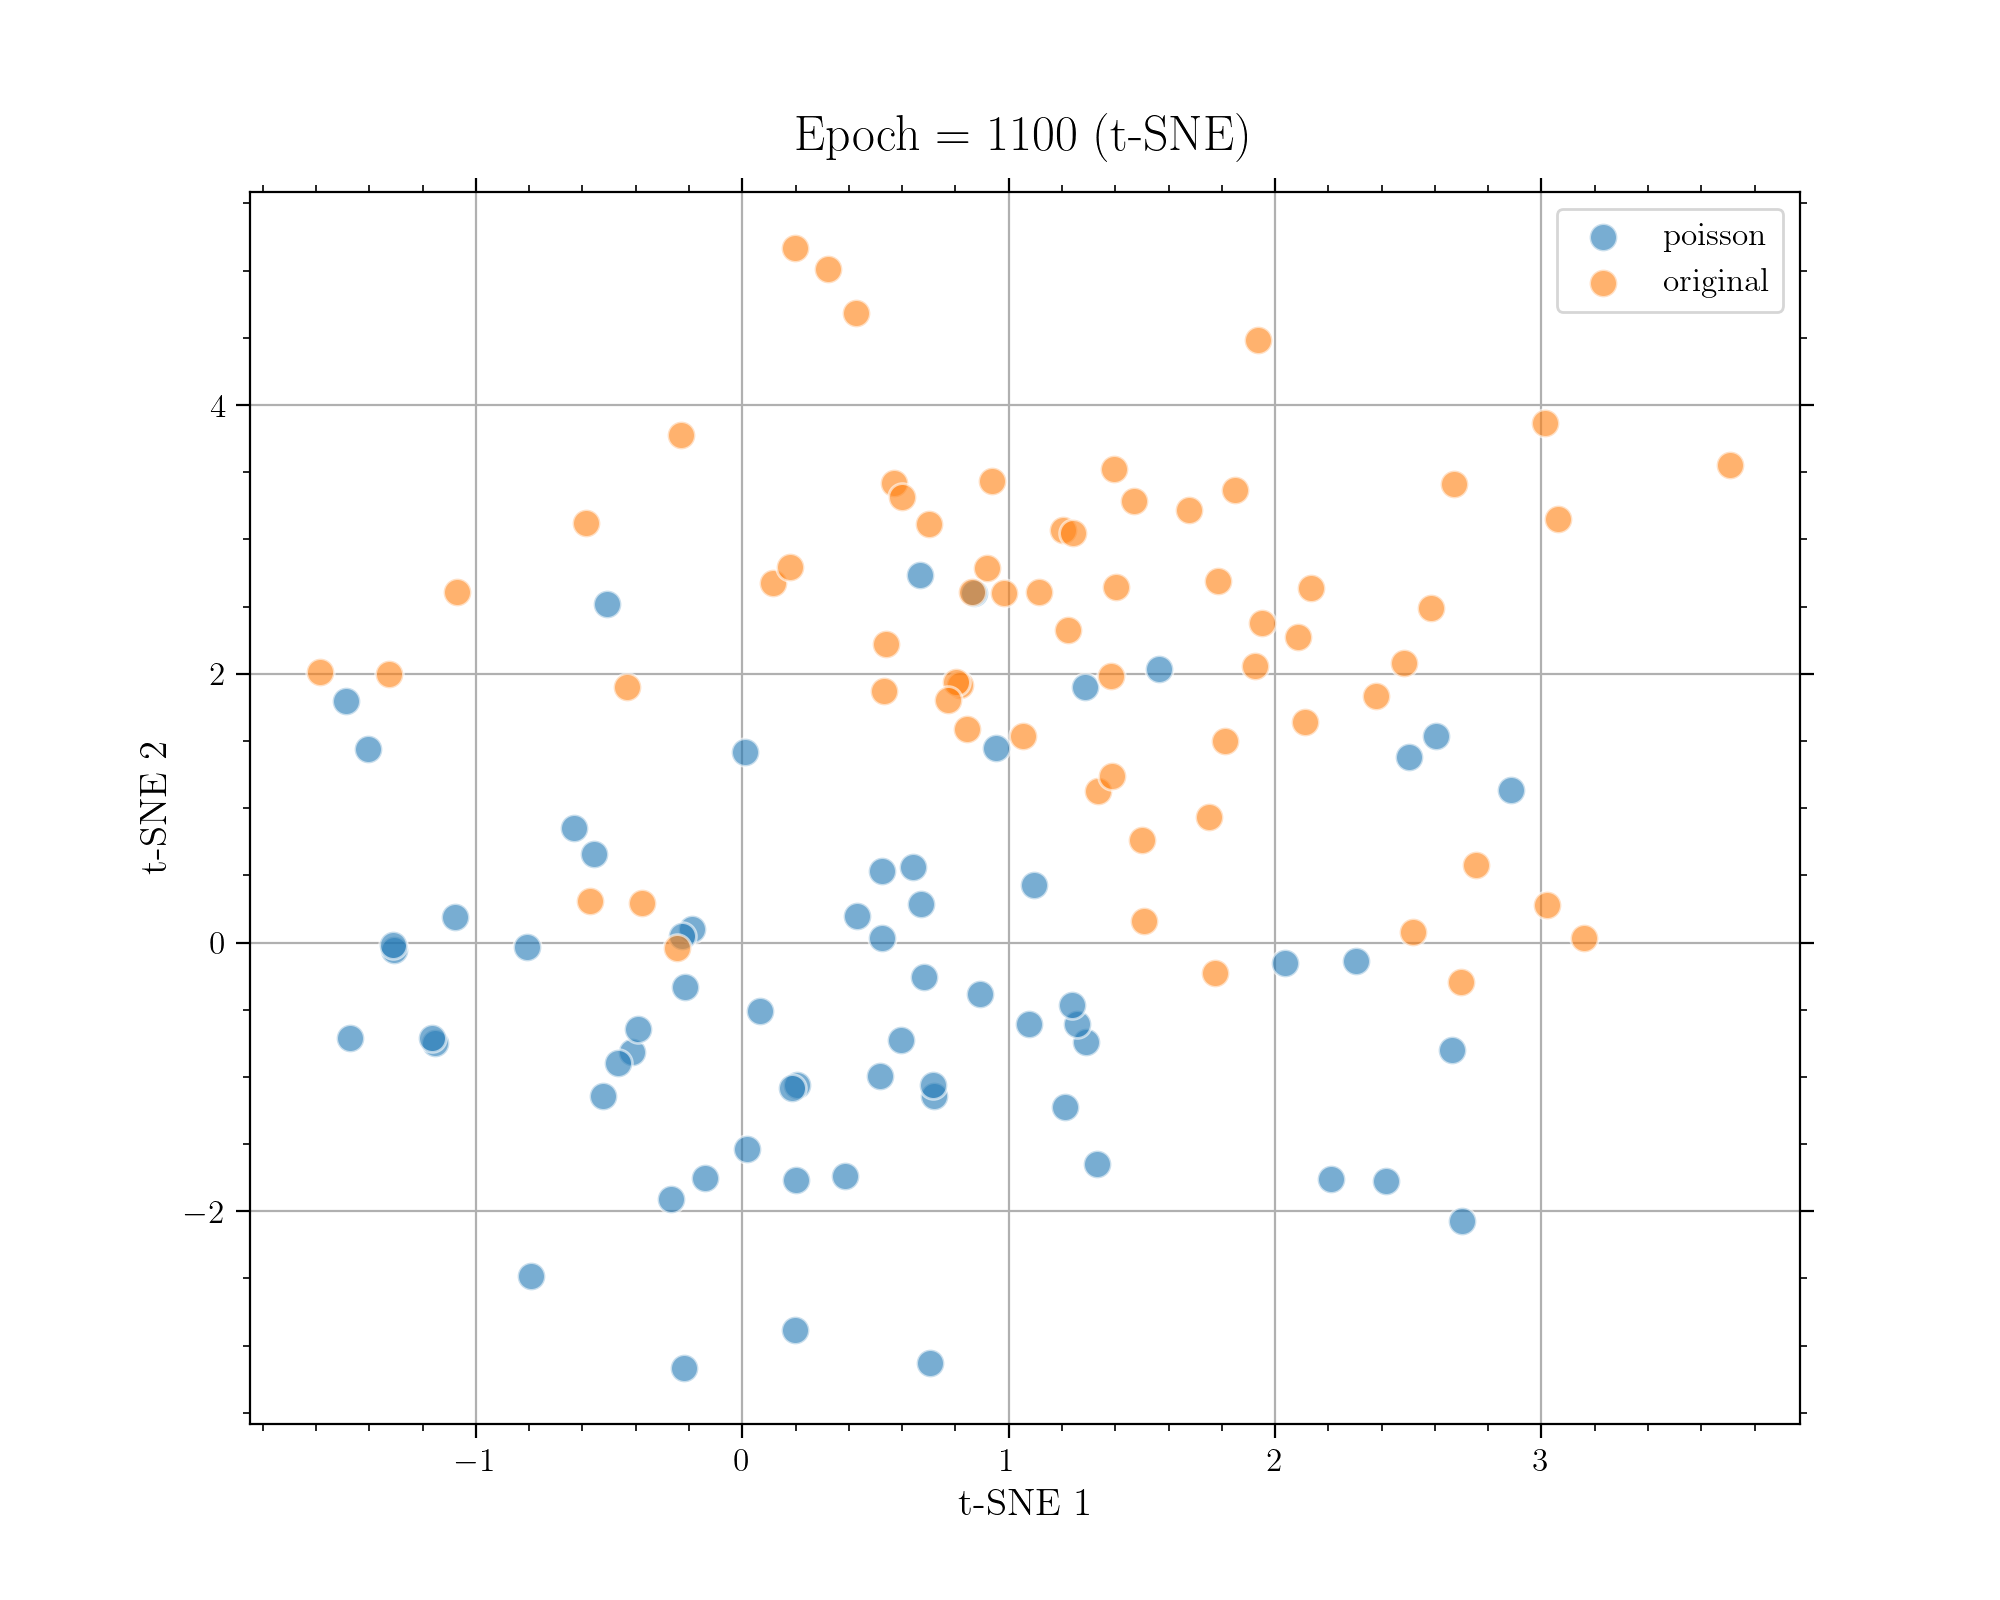 Epoch = 1100 (t-SNE)
poisson
original
4
2
0
−2
t-SNE 2
−1
0
1
2
3
t-SNE 1